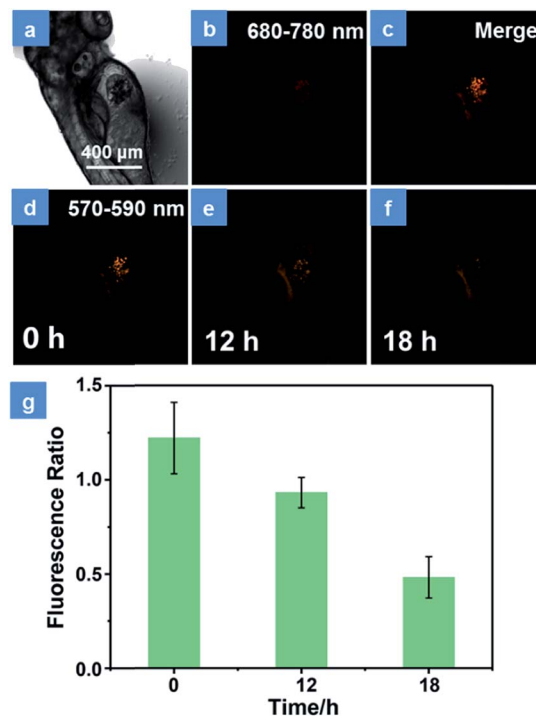 a
400 µm
b
680-780 nm
c
Merge
d
570-590 nm
0 h
e
12 h
f
18 h
g
Fluorescence Ratio
1.5
1.0
0.5
0.0
0
12
18
Time/h